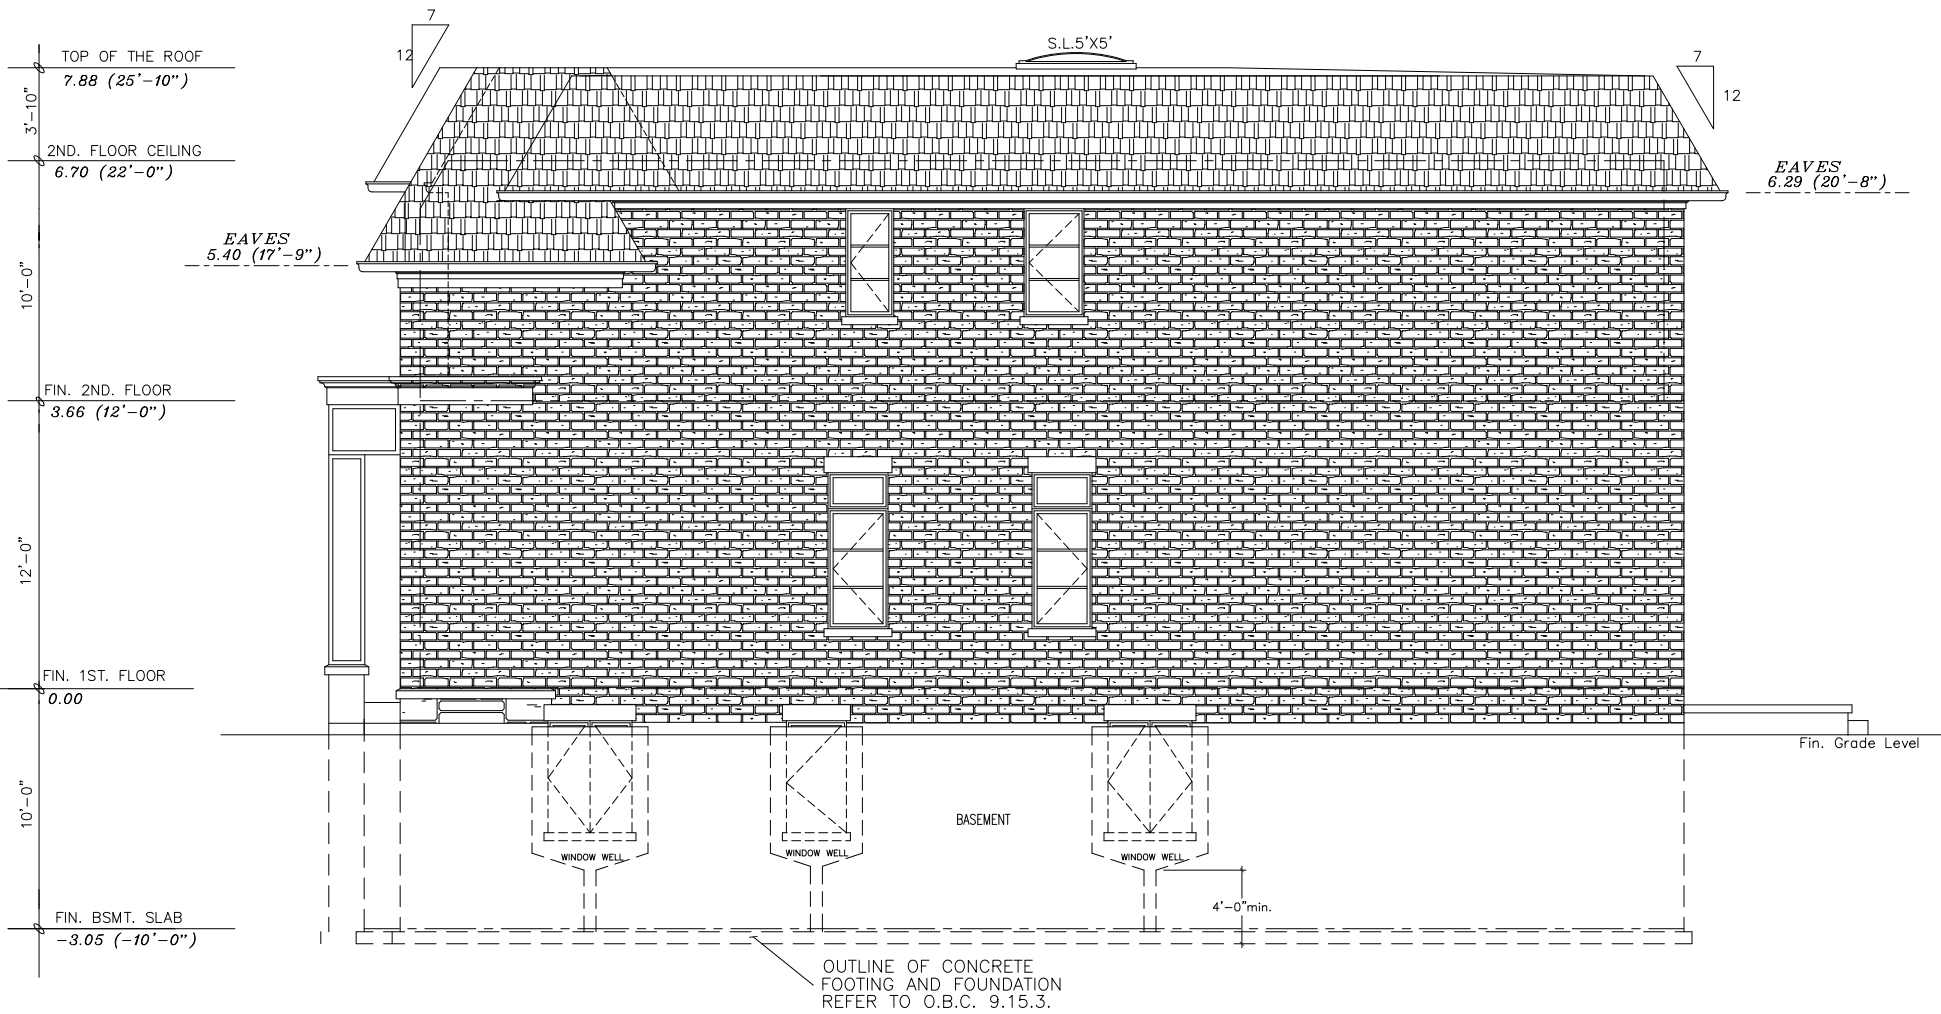 7
12
S.L.5'X5'
7
12
TOP OF THE ROOF
7.88 (25'-10")
3'-10"
2ND. FLOOR CEILING
6.70 (22'-0")
EAVES
6.29 (20'-8")
EAVES
5.40 (17'-9")
10'-0"
FIN. 2ND. FLOOR
3.66 (12'-0")
12'-0"
FIN. 1ST. FLOOR
0.00
Fin. Grade Level
10'-0"
BASEMENT
WINDOW WELL
WINDOW WELL
WINDOW WELL
4'-0"min.
FIN. BSMT. SLAB
-3.05 (-10'-0")
OUTLINE OF CONCRETE
FOOTING AND FOUNDATION
REFER TO O.B.C. 9.15.3.